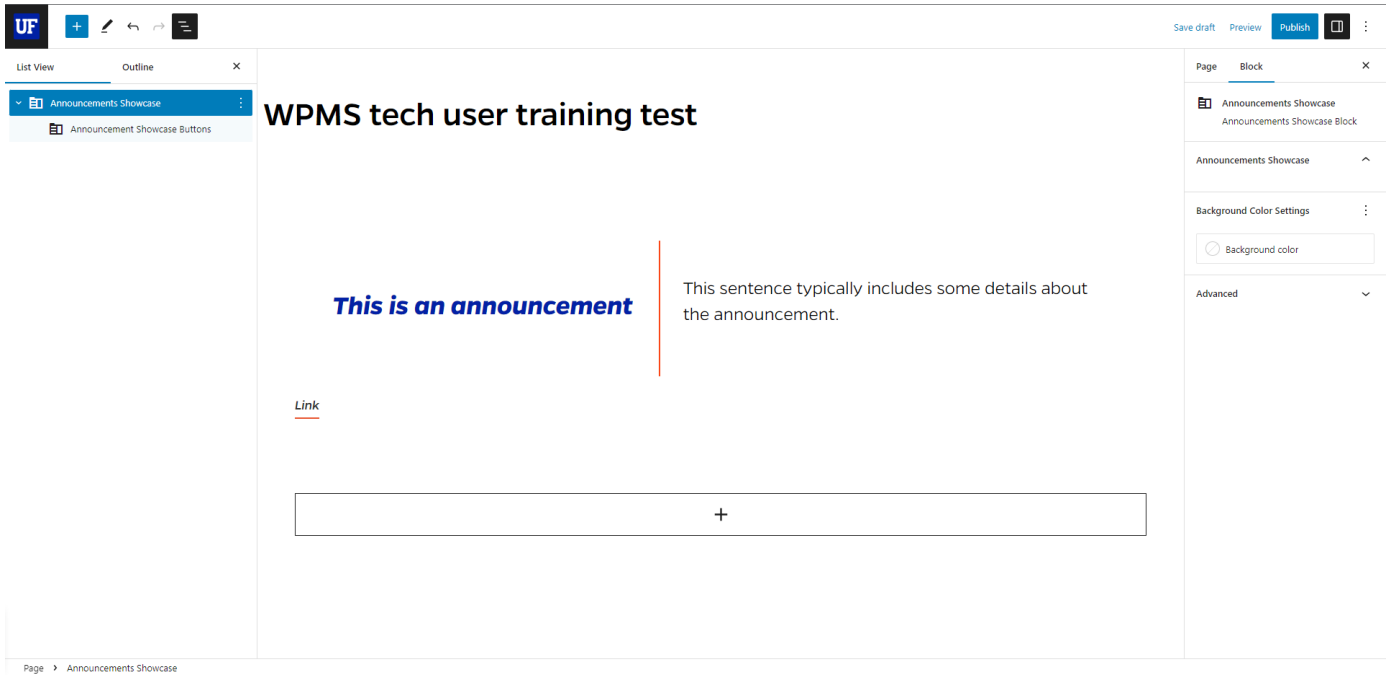 UF
Save draft Preview Publish
List View Outline
Announcements Showcase
Announcement Showcase Buttons
WPMS tech user training test
This is an announcement
This sentence typically includes some details about
the announcement.
Link
Page Block
Announcements Showcase
Announcements Showcase Block
Announcements Showcase
Background Color Settings
Background color
Advanced
Page > Announcements Showcase